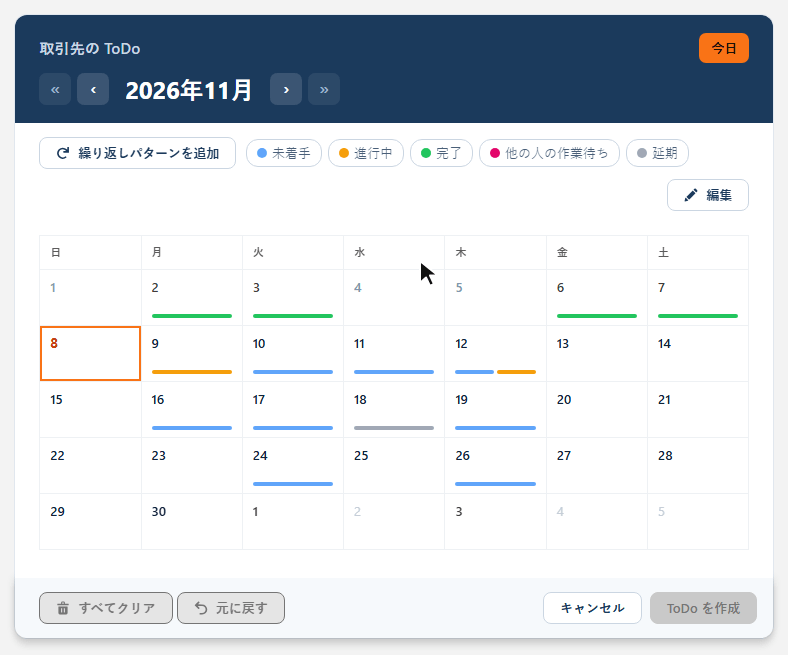 取引先の ToDo
今日
« ‹ 2026年11月 › »
繰り返しパターンを追加 未着手 進行中 完了 他の人の作業待ち 延期
編集
日 月 火 水 木 金 土
1 2 3 4 5 6 7
8 9 10 11 12 13 14
15 16 17 18 19 20 21
22 23 24 25 26 27 28
29 30 1 2 3 4 5
すべてクリア 元に戻す キャンセル ToDo を作成